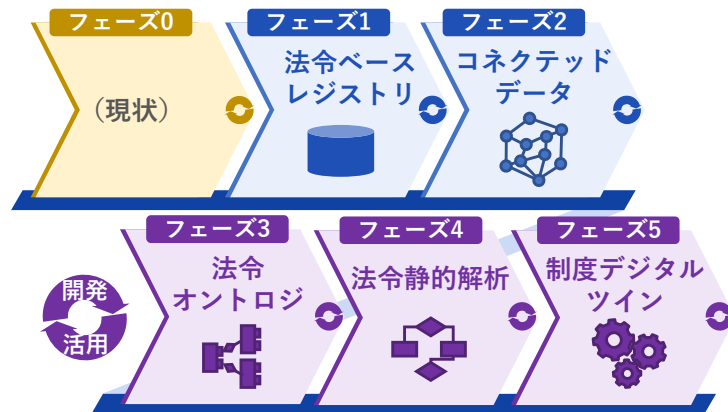 フェーズ0
（現状）
フェーズ1
法令ベース
レジストリ
フェーズ2
コネクテッド
データ
フェーズ3
法令
オントロジ
フェーズ4
法令静的解析
フェーズ5
制度デジタル
ツイン
開発
活用